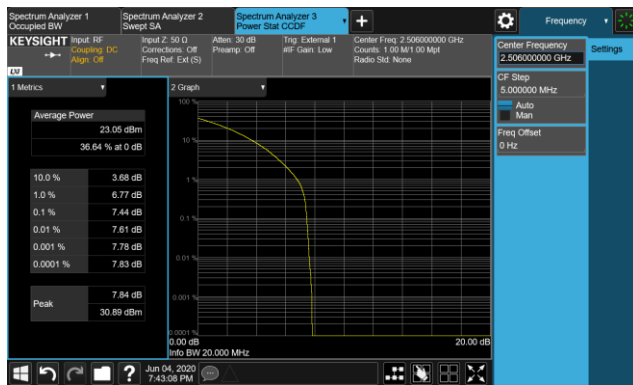 Spectrum Analyzer 1
Occupied BW
Spectrum Analyzer 2
Swept SA
Spectrum Analyzer 3
Power Stat CCDF
Frequency
KEYSIGHT
Input: RF
Coupling: DC
Align: Off
Input Z: 50 Ω
Corrections: Off
Freq Ref: Ext (S)
Atten: 30 dB
Preamp: Off
Trig: External 1
#IF Gain: Low
Center Freq: 2.506000000 GHz
Counts: 1.00 M/1.00 Mpt
Radio Std: None
LXI
Center Frequency
2.506000000 GHz
Settings
CF Step
5.000000 MHz
Auto
Man
Freq Offset
0 Hz
1 Metrics
2 Graph
Average Power
23.05 dBm
36.64 % at 0 dB
10.0 % 3.68 dB
1.0 % 6.77 dB
0.1 % 7.44 dB
0.01 % 7.61 dB
0.001 % 7.78 dB
0.0001 % 7.83 dB
Peak
7.84 dB
30.89 dBm
100 %
10 %
1 %
0.1 %
0.01 %
0.001 %
0.0001 %
0.00 dB
20.00 dB
Info BW 20.000 MHz
?
Jun 04, 2020
7:43:08 PM